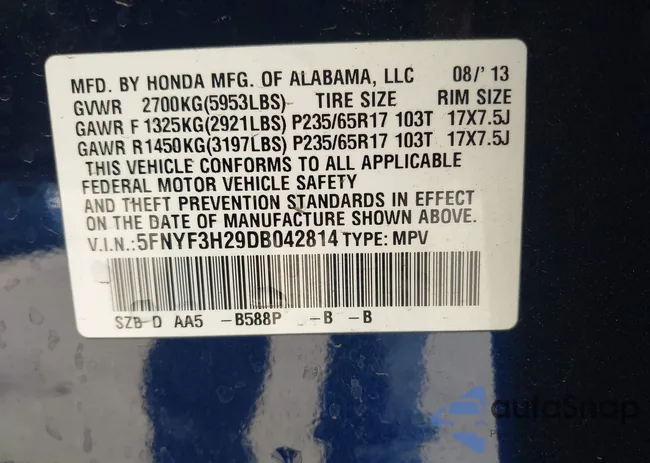 MFD. BY HONDA MFG. OF ALABAMA, LLC 08/'13
GVWR 2700KG(5953LBS) TIRE SIZE RIM SIZE
GAWR F 1325KG(2921LBS) P235/65R17 103T 17X7.5J
GAWR R1450KG(3197LBS) P235/65R17 103T 17X7.5J
THIS VEHICLE CONFORMS TO ALL APPLICABLE
FEDERAL MOTOR VEHICLE SAFETY
AND THEFT PREVENTION STANDARDS IN EFFECT
ON THE DATE OF MANUFACTURE SHOWN ABOVE.
V.I.N.:5FNYF3H29DB042814 TYPE: MPV
SZB-D AA5 -B588P -B -B
autoSnap